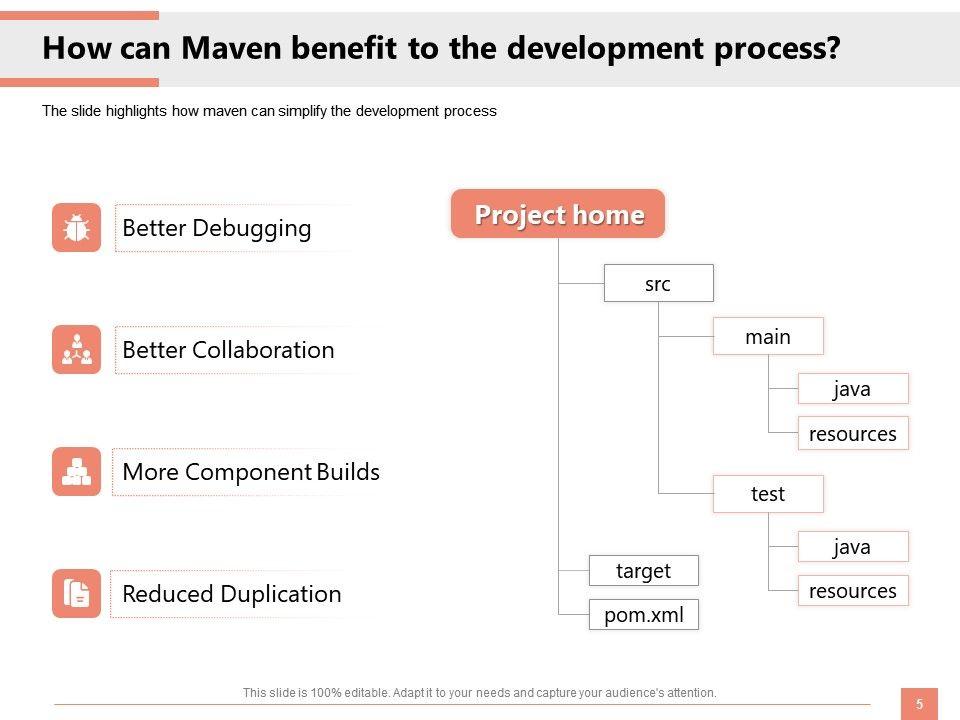 How can Maven benefit to the development process?
The slide highlights how maven can simplify the development process
Better Debugging
Better Collaboration
More Component Builds
Reduced Duplication
Project home
src
main
java
resources
test
java
resources
target
pom.xml
This slide is 100% editable. Adapt it to your needs and capture your audience's attention.
5